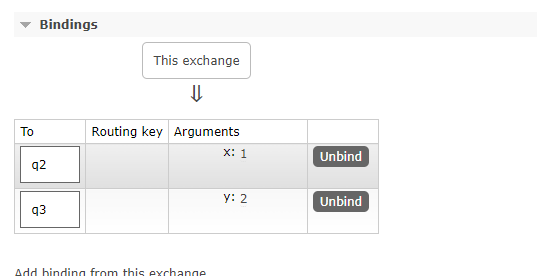 Bindings
This exchange
⇓
To Routing key Arguments
q2 x: 1 Unbind
q3 y: 2 Unbind
Add binding from this exchange